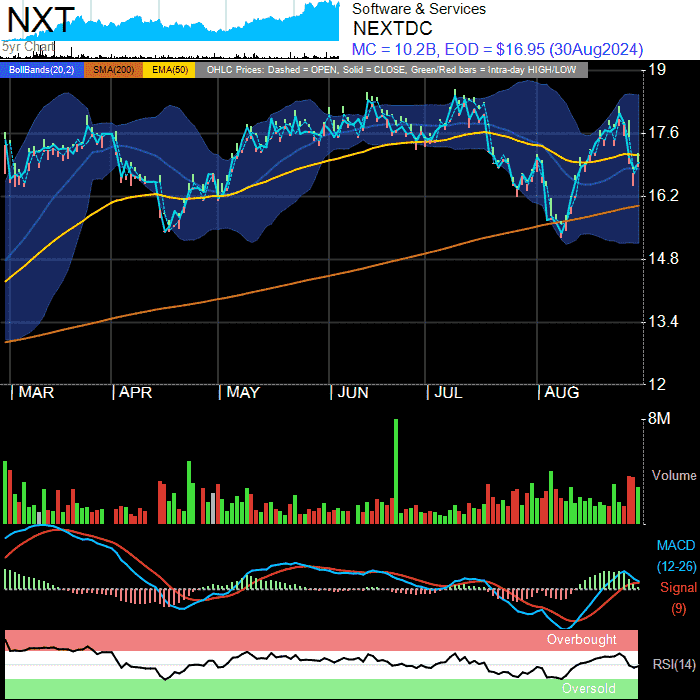 NXT
5yr Chart
Software & Services
NEXTDC
MC = 10.2B, EOD = $16.95 (30Aug2024)
BollBands(20,2) SMA(200) EMA(50) OHLC Prices: Dashed = OPEN, Solid = CLOSE, Green/Red bars = Intra-day HIGH/LOW
19
17.6
16.2
14.8
13.4
12
MAR APR MAY JUN JUL AUG
8M
Volume
MACD
(12-26)
Signal
(9)
Overbought
RSI(14)
Oversold